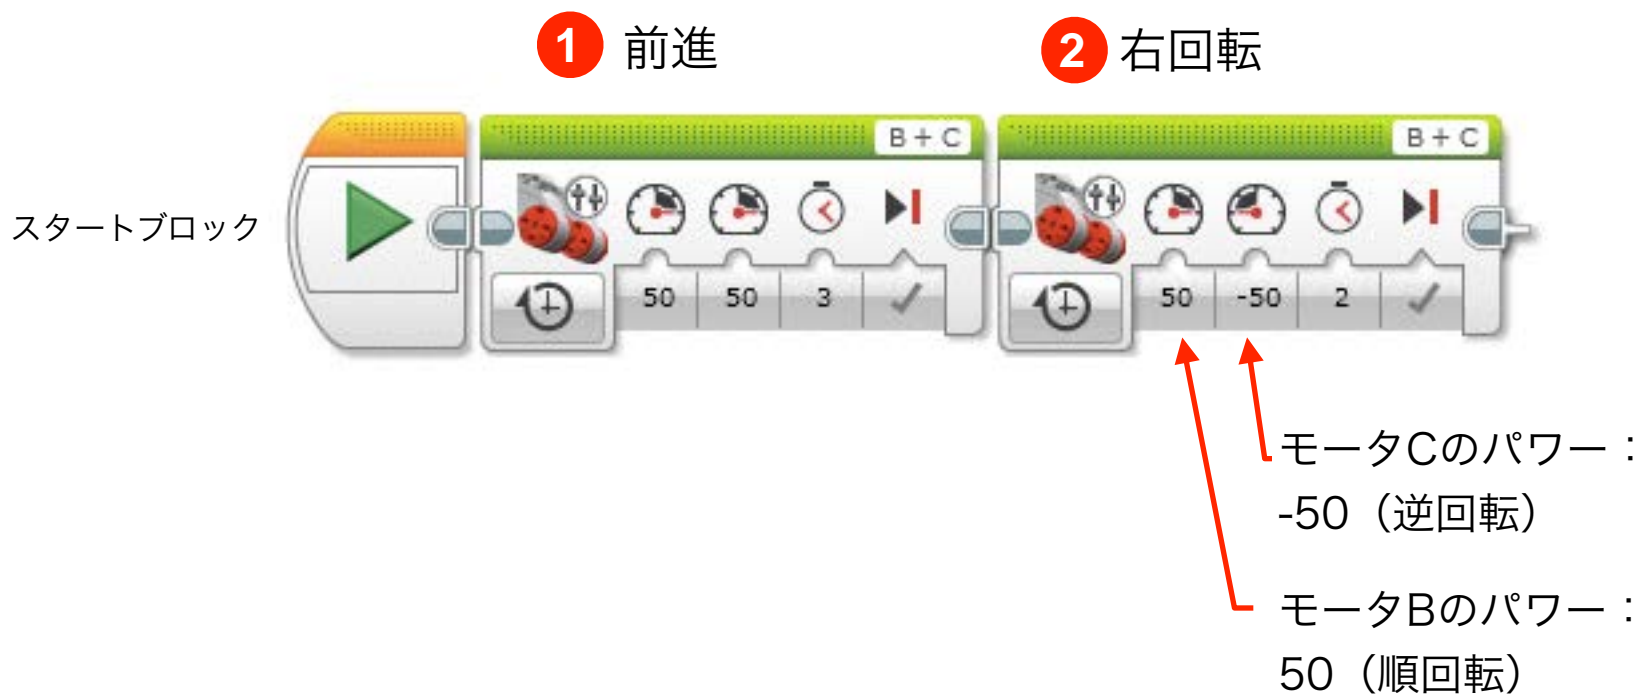 1 前進
2 右回転
B + C
B + C
スタートブロック
50 50 3
50 -50 2
モータCのパワー：
-50（逆回転）
モータBのパワー：
50（順回転）